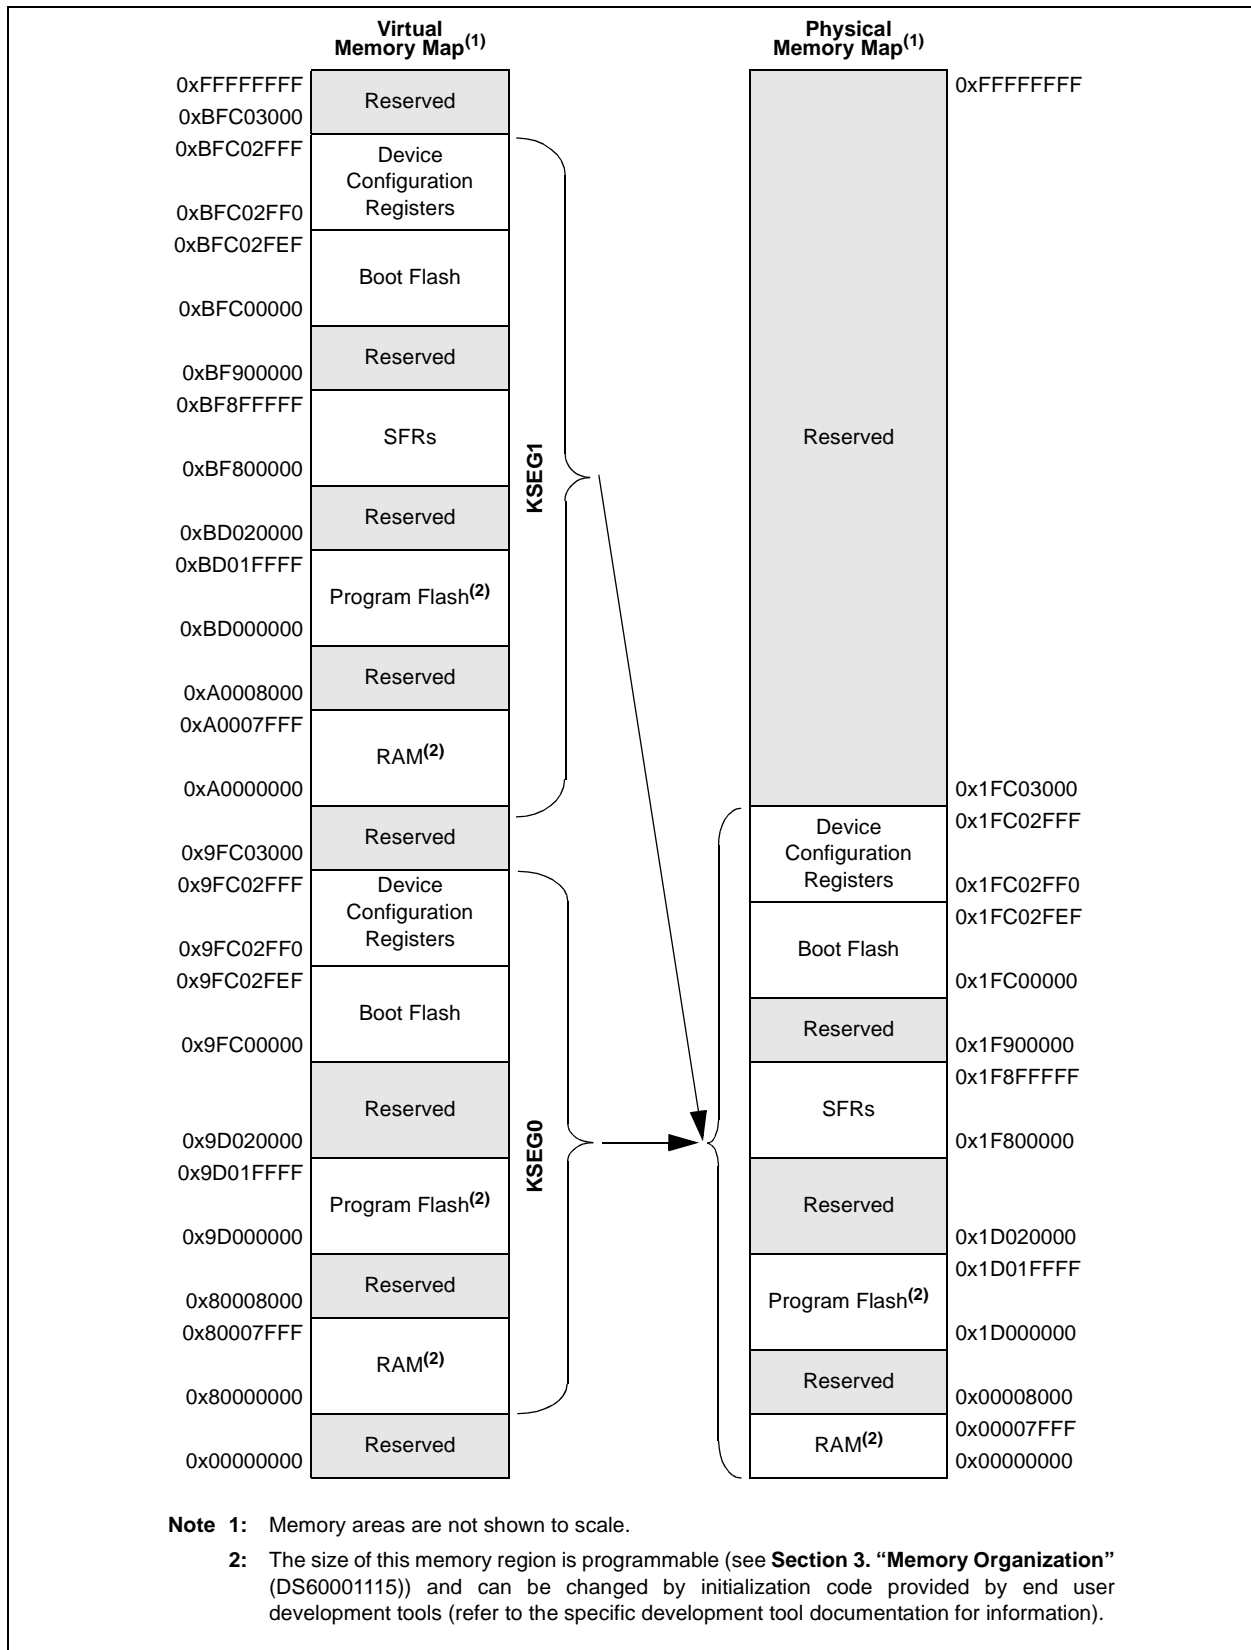 Virtual
Memory Map(1)
0xFFFFFFFF
Reserved
0xBFC03000
0xBFC02FFF
Device
Configuration
Registers
0xBFC02FF0
0xBFC02FEF
Boot Flash
0xBFC00000
Reserved
0xBF900000
0xBF8FFFFF
SFRs
0xBF800000
Reserved
0xBD020000
0xBD01FFFF
Program Flash(2)
0xBD000000
Reserved
0xA0008000
0xA0007FFF
RAM(2)
0xA0000000
Reserved
0x9FC03000
0x9FC02FFF
Device
Configuration
Registers
0x9FC02FF0
0x9FC02FEF
Boot Flash
0x9FC00000
Reserved
0x9D020000
0x9D01FFFF
Program Flash(2)
0x9D000000
Reserved
0x80008000
0x80007FFF
RAM(2)
0x80000000
Reserved
0x00000000
KSEG1
KSEG0
Physical
Memory Map(1)
0xFFFFFFFF
Reserved
0x1FC03000
0x1FC02FFF
Device
Configuration
Registers
0x1FC02FF0
0x1FC02FEF
Boot Flash
0x1FC00000
Reserved
0x1F900000
0x1F8FFFFF
SFRs
0x1F800000
Reserved
0x1D020000
0x1D01FFFF
Program Flash(2)
0x1D000000
Reserved
0x00008000
0x00007FFF
RAM(2)
0x00000000
Note 1: Memory areas are not shown to scale.
2: The size of this memory region is programmable (see Section 3. “Memory Organization”
(DS60001115)) and can be changed by initialization code provided by end user
development tools (refer to the specific development tool documentation for information).